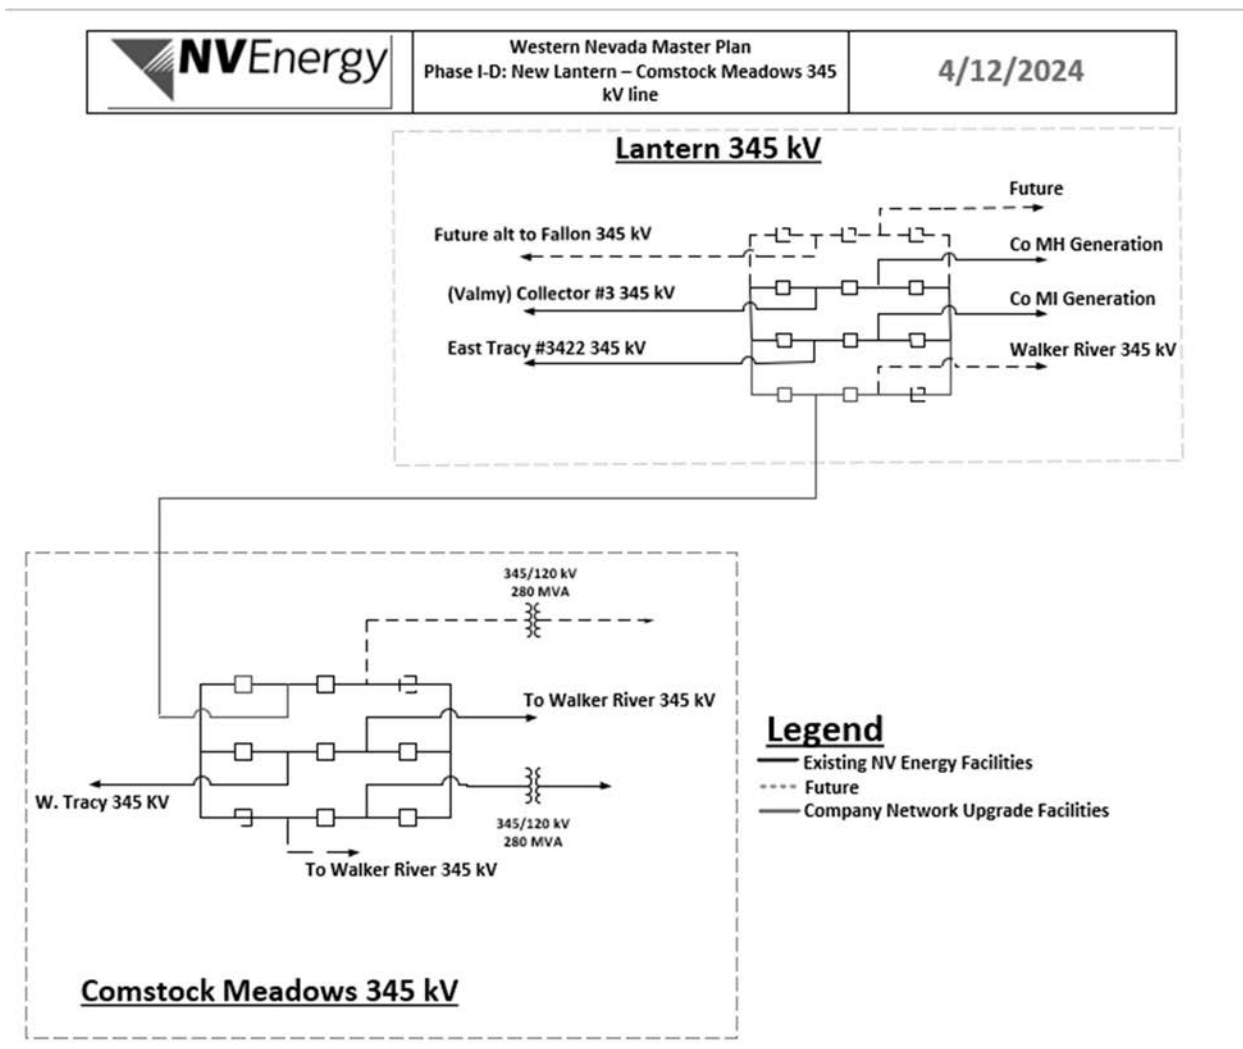 NVEnergy
Western Nevada Master Plan
Phase I-D: New Lantern – Comstock Meadows 345
kV line
4/12/2024
Lantern 345 kV
Future
Future alt to Fallon 345 kV
Co MH Generation
(Valmy) Collector #3 345 kV
Co MI Generation
East Tracy #3422 345 kV
Walker River 345 kV
345/120 kV
280 MVA
To Walker River 345 kV
W. Tracy 345 KV
345/120 kV
280 MVA
To Walker River 345 kV
Comstock Meadows 345 kV
Legend
Existing NV Energy Facilities
Future
Company Network Upgrade Facilities